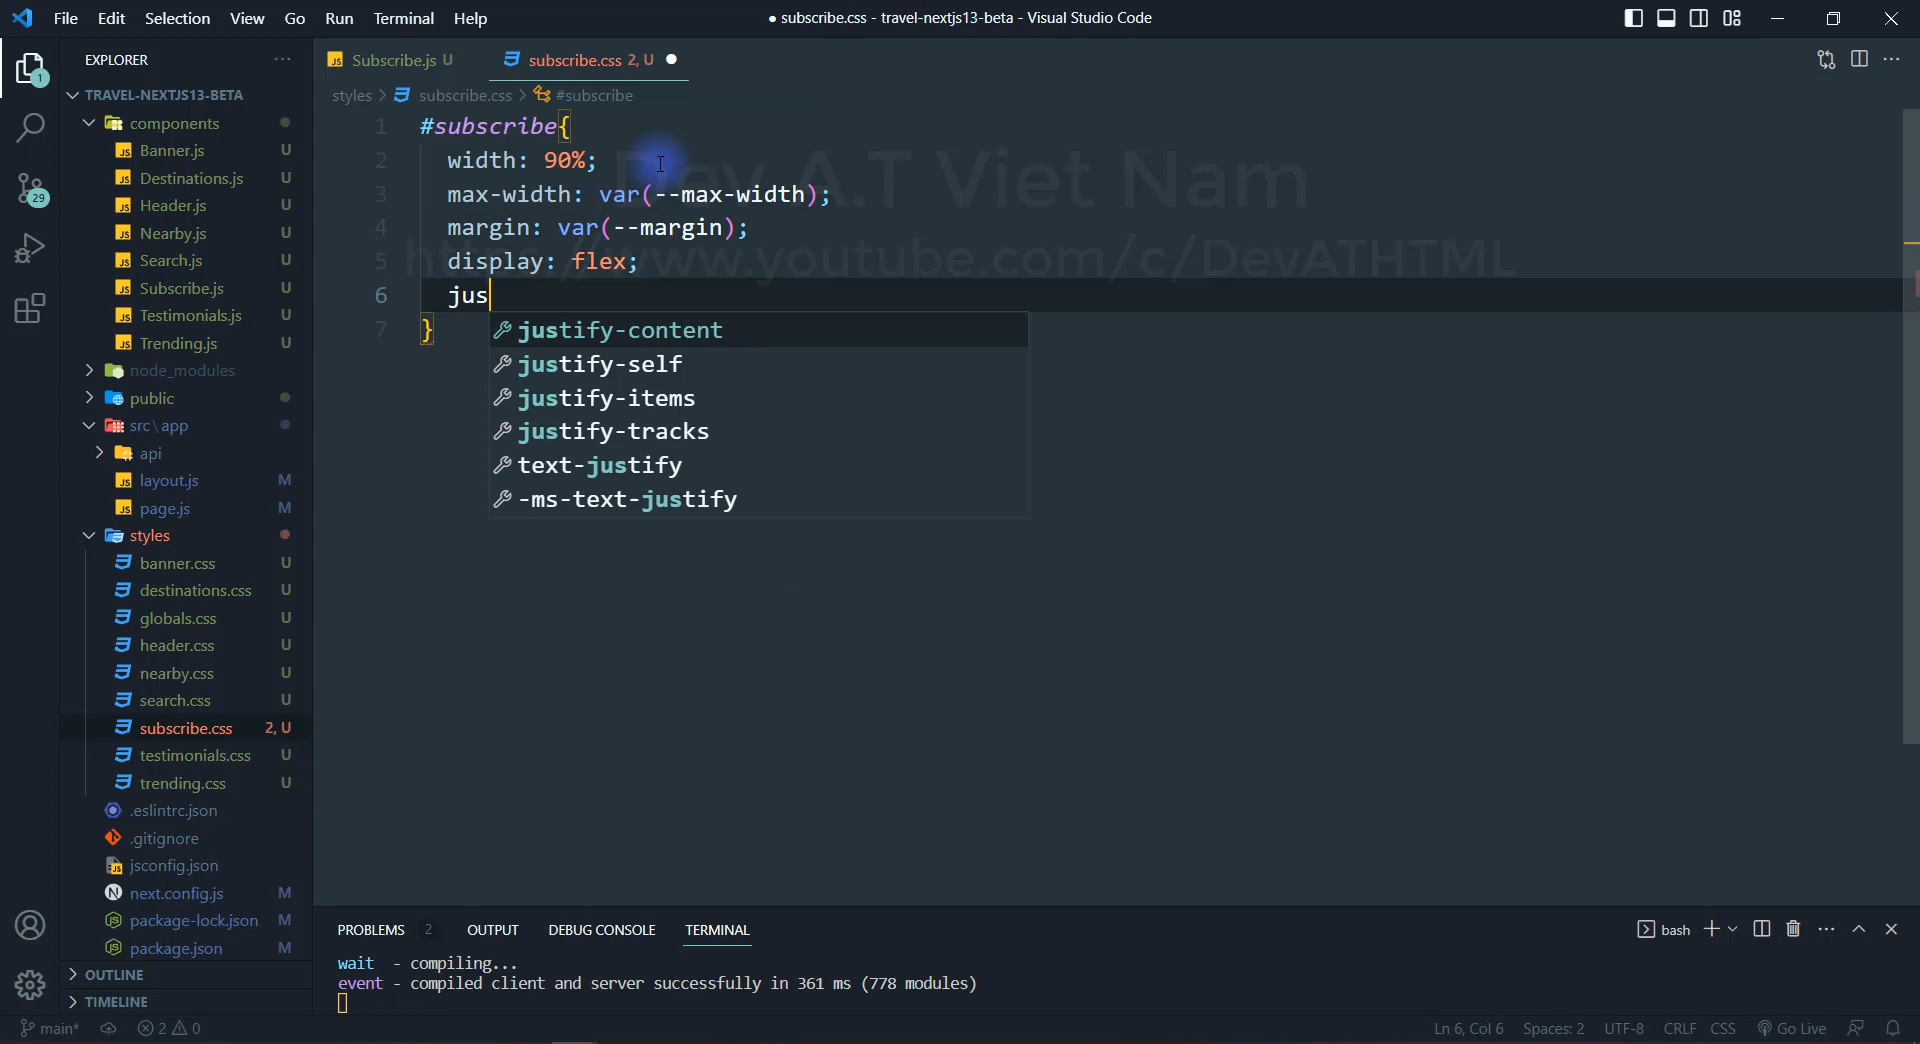 File Edit Selection View Go Run Terminal Help
● subscribe.css - travel-nextjs13-beta - Visual Studio Code
EXPLORER
TRAVEL-NEXTJS13-BETA
components
Banner.js U
Destinations.js U
Header.js U
Nearby.js U
Search.js U
Subscribe.js U
Testimonials.js U
Trending.js U
node_modules
public
src\app
api
layout.js M
page.js M
styles
banner.css U
destinations.css U
globals.css U
header.css U
nearby.css U
search.css U
subscribe.css 2, U
testimonials.css U
trending.css U
.eslintrc.json
.gitignore
jsconfig.json
next.config.js M
package-lock.json M
package.json M
OUTLINE
TIMELINE
1
29
Subscribe.js U
subscribe.css 2, U
styles > subscribe.css > #subscribe
1 #subscribe{
2 width: 90%;
3 max-width: var(--max-width);
4 margin: var(--margin);
5 display: flex;
6 jus
7 }
justify-content
justify-self
justify-items
justify-tracks
text-justify
-ms-text-justify
Dev A.T Viet Nam
https://www.youtube.com/c/DevATHTML
PROBLEMS 2 OUTPUT DEBUG CONSOLE TERMINAL
bash
wait - compiling...
event - compiled client and server successfully in 361 ms (778 modules)
main* 2 0
Ln 6, Col 6 Spaces: 2 UTF-8 CRLF CSS Go Live